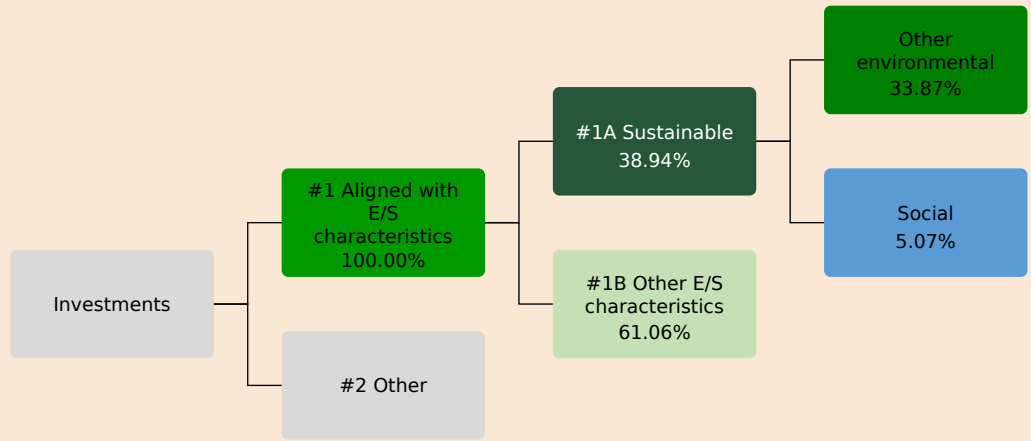 Investments
#1 Aligned with
E/S
characteristics
100.00%
#2 Other
#1A Sustainable
38.94%
#1B Other E/S
characteristics
61.06%
Other
environmental
33.87%
Social
5.07%